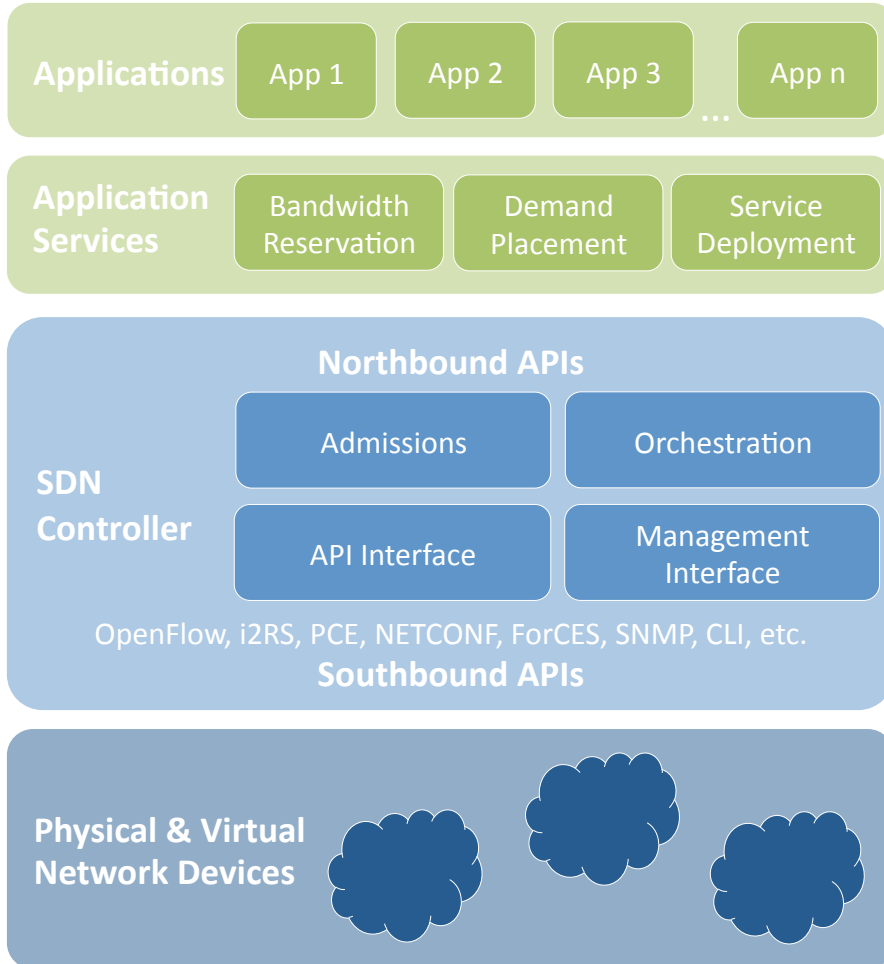 Applications
App 1
App 2
App 3
...
App n
Application
Services
Bandwidth
Reservation
Demand
Placement
Service
Deployment
Northbound APIs
SDN
Controller
Admissions
Orchestration
API Interface
Management
Interface
OpenFlow, i2RS, PCE, NETCONF, ForCES, SNMP, CLI, etc.
Southbound APIs
Physical & Virtual
Network Devices